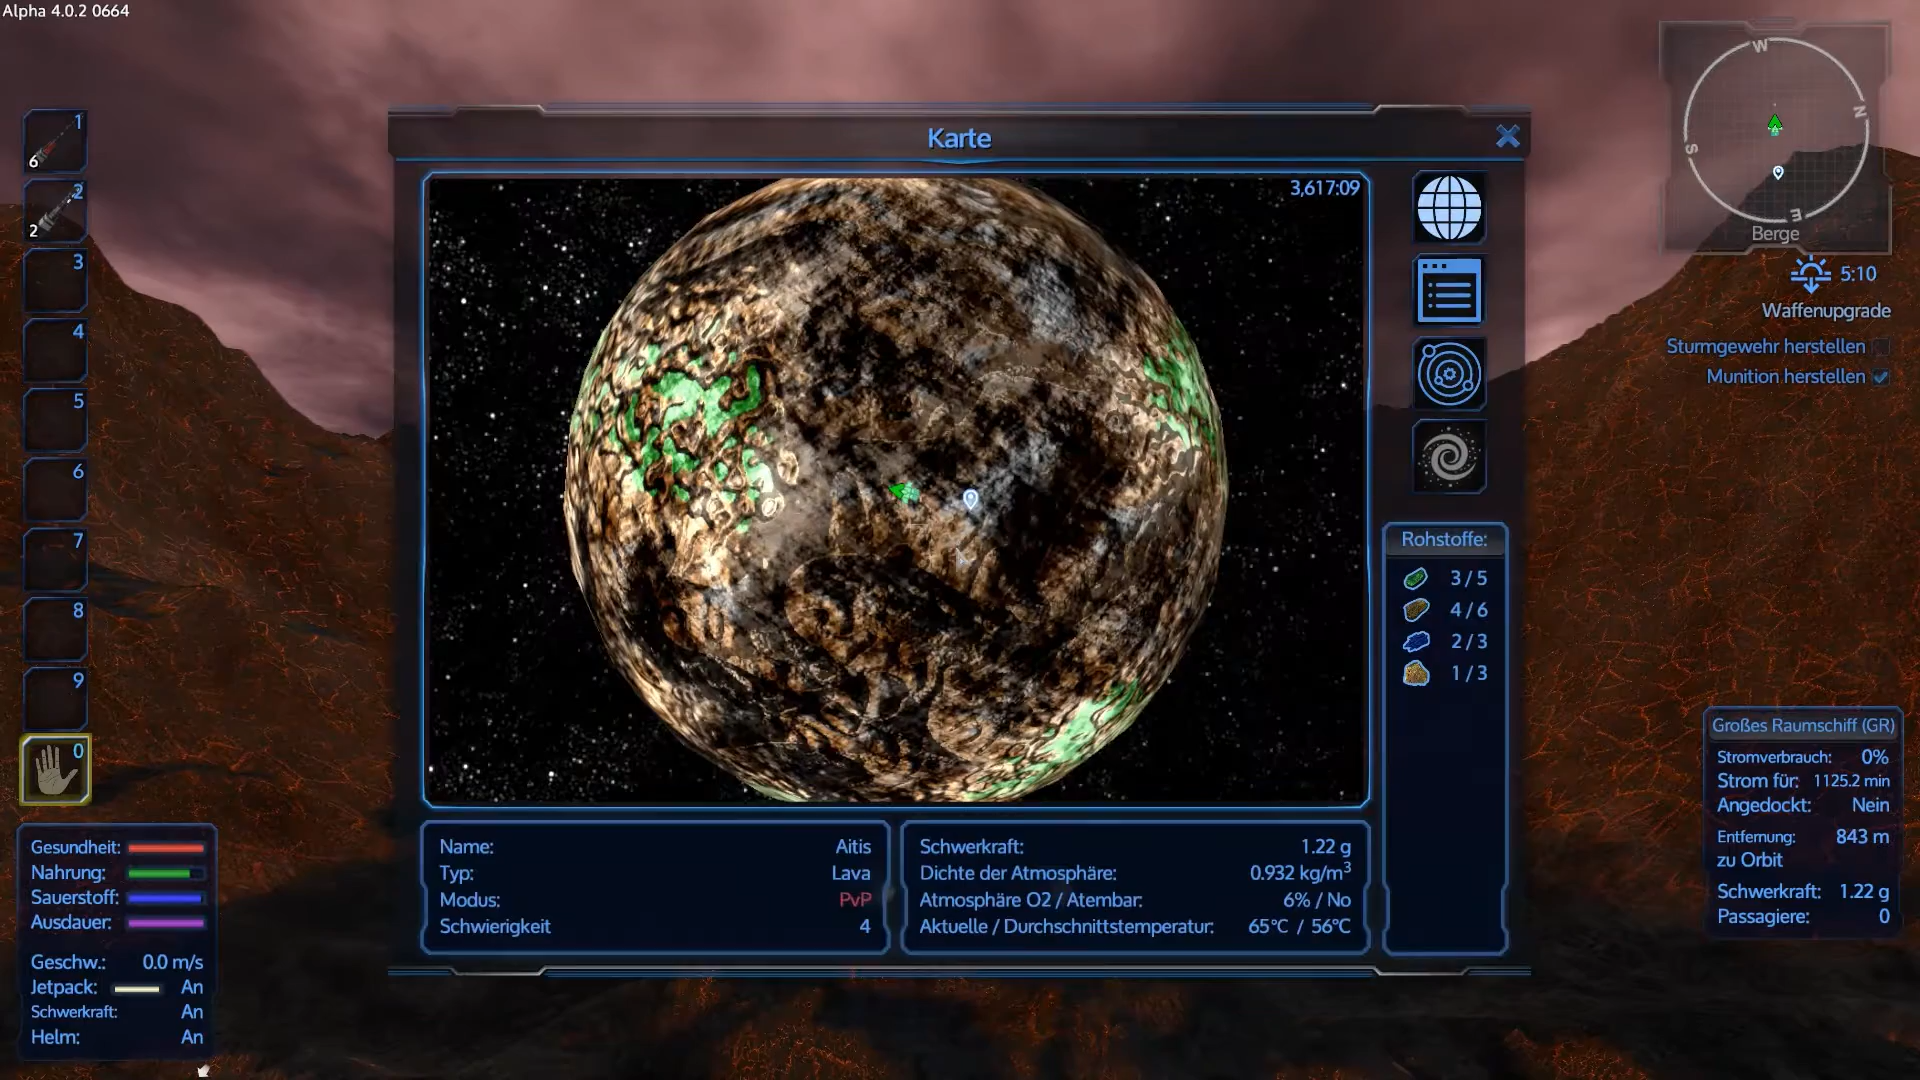 Alpha 4.0.2 0664
1
6
2
2
3
4
5
6
7
8
9
0
Gesundheit:
Nahrung:
Sauerstoff:
Ausdauer:
Geschw.: 0.0 m/s
Jetpack: An
Schwerkraft: An
Helm: An
Karte
3,617:09
Name: Aitis
Typ: Lava
Modus: PvP
Schwierigkeit 4
Schwerkraft: 1.22 g
Dichte der Atmosphäre: 0.932 kg/m³
Atmosphäre O2 / Atembar: 6% / No
Aktuelle / Durchschnittstemperatur: 65°C / 56°C
Rohstoffe:
3 / 5
4 / 6
2 / 3
1 / 3
W
N
S
E
Berge
5:10
Waffenupgrade
Sturmgewehr herstellen
Munition herstellen
Großes Raumschiff (GR)
Stromverbrauch: 0%
Strom für: 1125.2 min
Angedockt: Nein
Entfernung: 843 m
zu Orbit
Schwerkraft: 1.22 g
Passagiere: 0